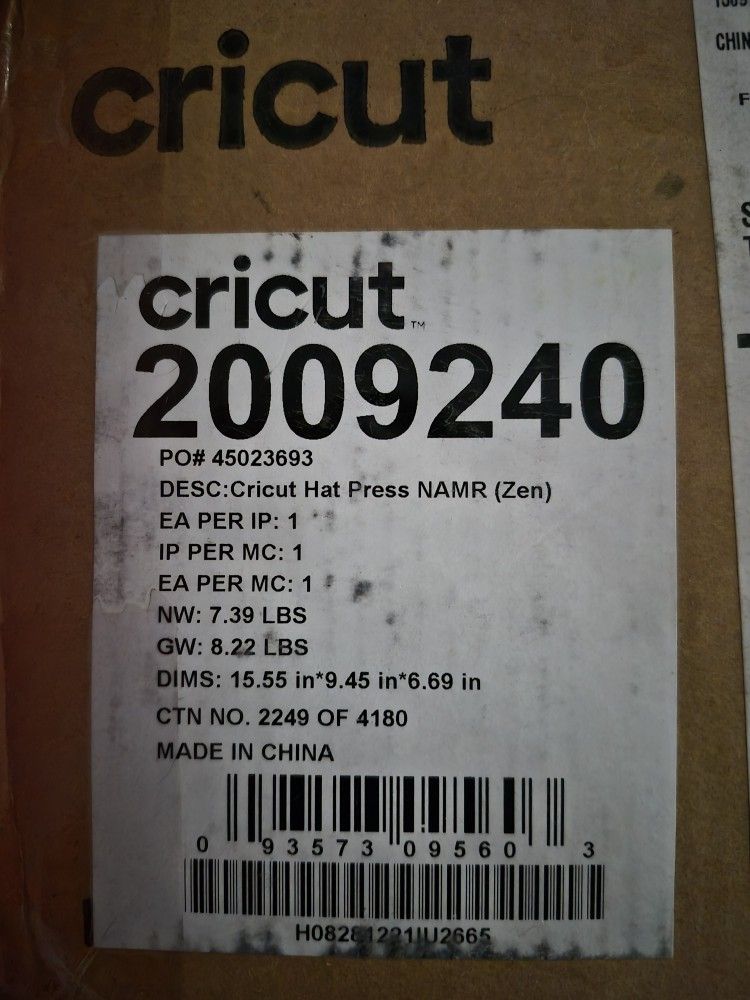 cricut
CHIN
cricut™
2009240
PO# 45023693
DESC:Cricut Hat Press NAMR (Zen)
EA PER IP: 1
IP PER MC: 1
EA PER MC: 1
NW: 7.39 LBS
GW: 8.22 LBS
DIMS: 15.55 in*9.45 in*6.69 in
CTN NO. 2249 OF 4180
MADE IN CHINA
0 93573 09560 3
H08281221IU2665